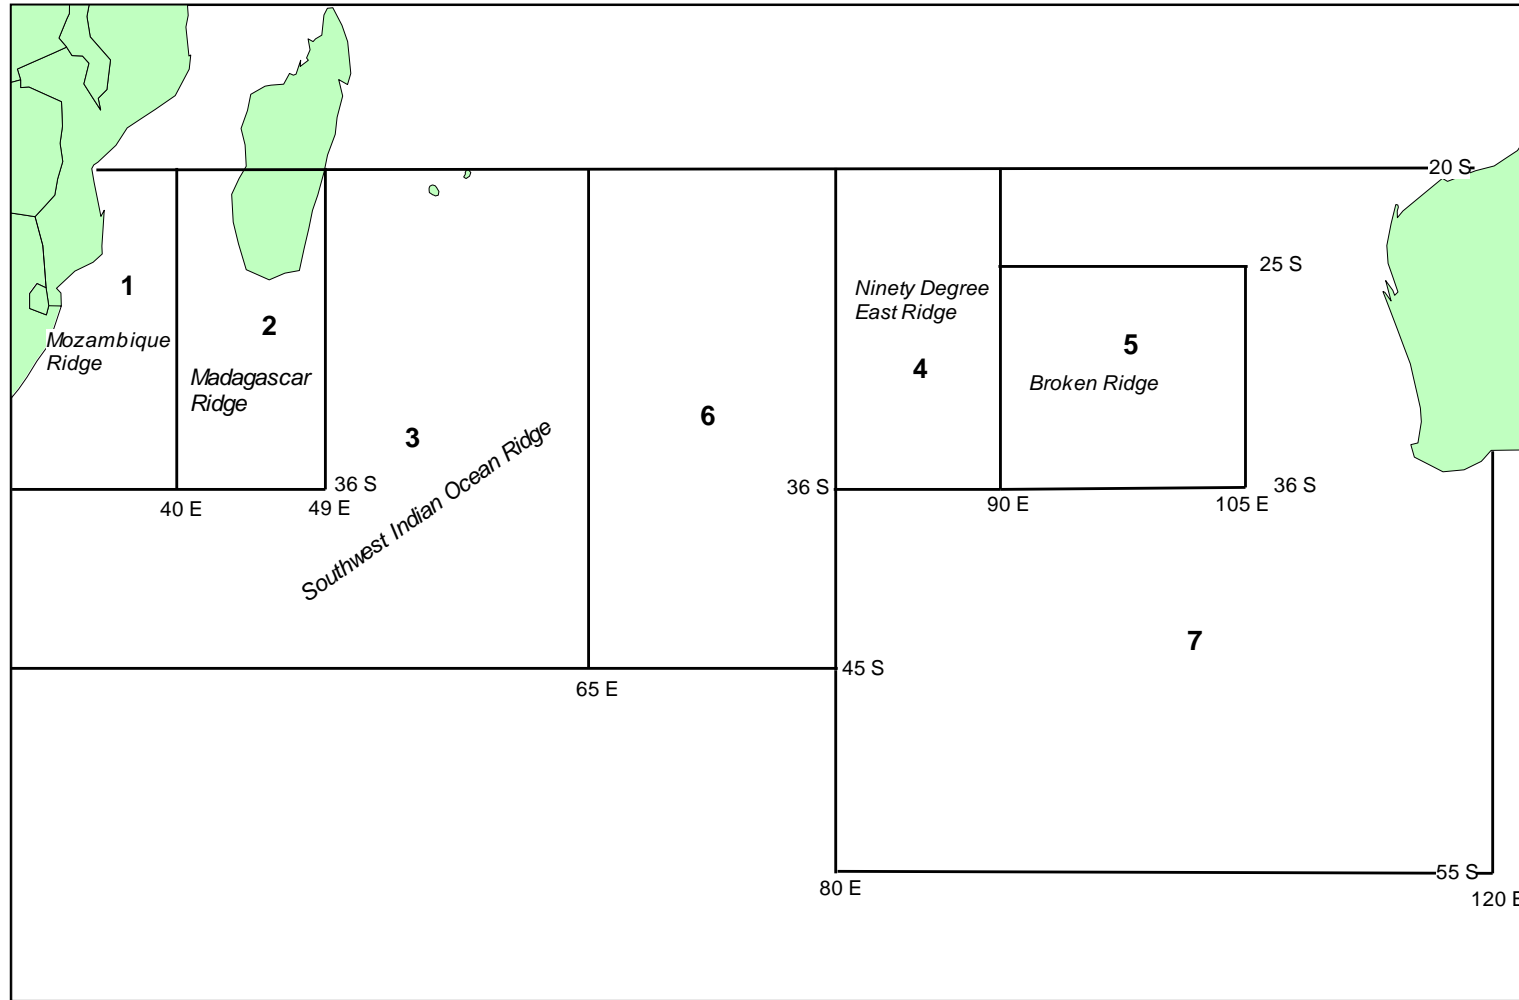 20 S
25 S
1
Ninety Degree
East Ridge
2
Mozambique
Ridge
5
4
Madagascar
Ridge
Broken Ridge
6
3
Southwest Indian Ocean Ridge
36 S
36 S
36 S
40 E
49 E
90 E
105 E
7
45 S
65 E
55 S
80 E
120 E